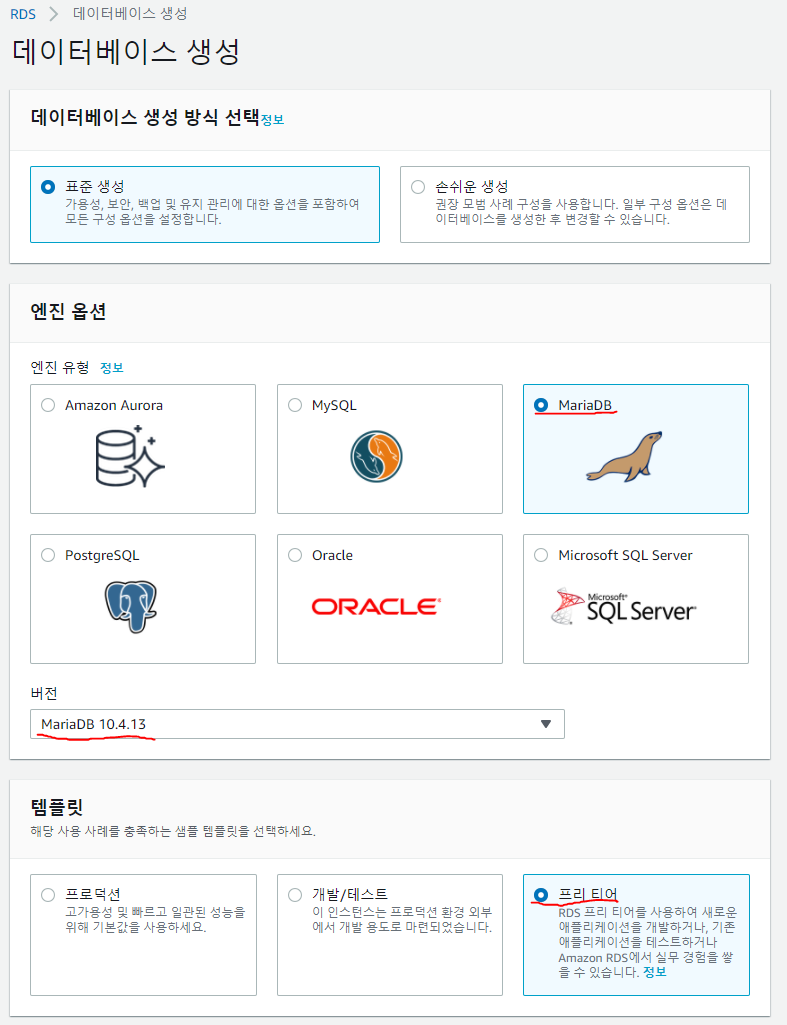 RDS > 데이터베이스 생성
데이터베이스 생성
데이터베이스 생성 방식 선택 정보
표준 생성
가용성, 보안, 백업 및 유지 관리에 대한 옵션을 포함하여
모든 구성 옵션을 설정합니다.
손쉬운 생성
권장 모범 사례 구성을 사용합니다. 일부 구성 옵션은 데
이터베이스를 생성한 후 변경할 수 있습니다.
엔진 옵션
엔진 유형 정보
Amazon Aurora
MySQL
MariaDB
PostgreSQL
Oracle
ORACLE®
Microsoft SQL Server
Microsoft®
SQL Server®
버전
MariaDB 10.4.13
템플릿
해당 사용 사례를 충족하는 샘플 템플릿을 선택하세요.
프로덕션
고가용성 및 빠르고 일관된 성능을
위해 기본값을 사용하세요.
개발/테스트
이 인스턴스는 프로덕션 환경 외부
에서 개발 용도로 마련되었습니다.
프리 티어
RDS 프리 티어를 사용하여 새로운
애플리케이션을 개발하거나, 기존
애플리케이션을 테스트하거나
Amazon RDS에서 실무 경험을 쌓
을 수 있습니다. 정보